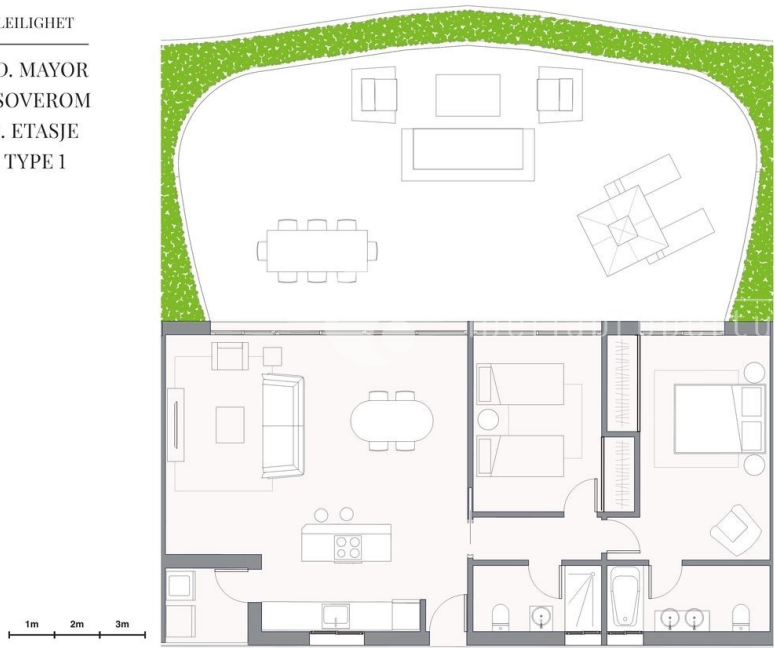 LEILIGHET
D. MAYOR
SOVEROM
. ETASJE
TYPE 1
1m 2m 3m